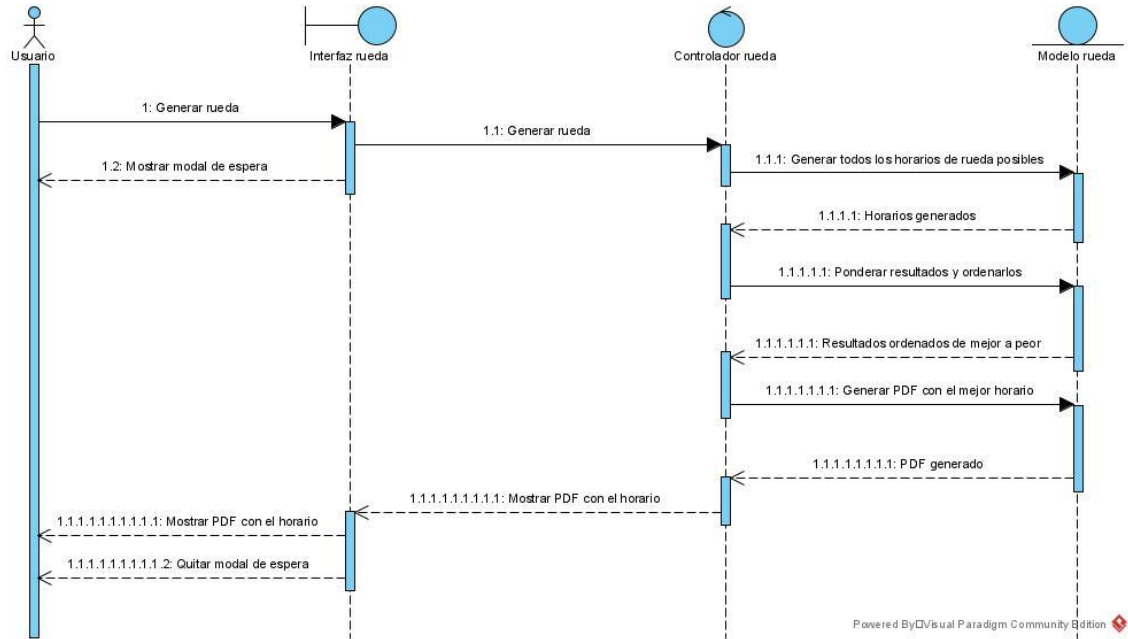 Usuario
Interfaz rueda
Controlador rueda
Modelo rueda
1: Generar rueda
1.1: Generar rueda
1.1.1: Generar todos los horarios de rueda posibles
1.2: Mostrar modal de espera
1.1.1.1: Horarios generados
1.1.1.1.1: Ponderar resultados y ordenarlos
1.1.1.1.1.1: Resultados ordenados de mejor a peor
1.1.1.1.1.1.1: Generar PDF con el mejor horario
1.1.1.1.1.1.1.1: PDF generado
1.1.1.1.1.1.1.1.1: Mostrar PDF con el horario
1.1.1.1.1.1.1.1.1.1: Mostrar PDF con el horario
1.1.1.1.1.1.1.1.1.2: Quitar modal de espera
Powered By□Visual Paradigm Community Edition